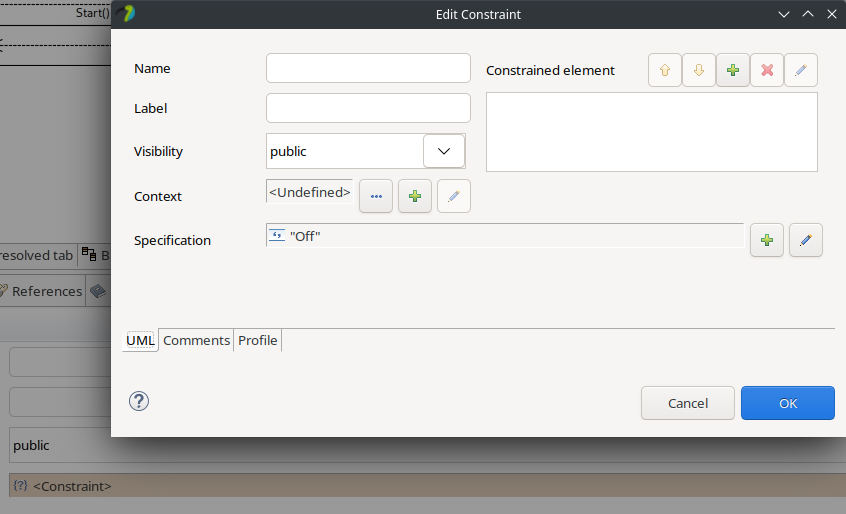 Start()
Edit Constraint
Name
Constrained element
Label
Visibility
public
Context
<Undefined>
Specification
"Off"
resolved tab
B
References
UML
Comments
Profile
Cancel
OK
public
<Constraint>